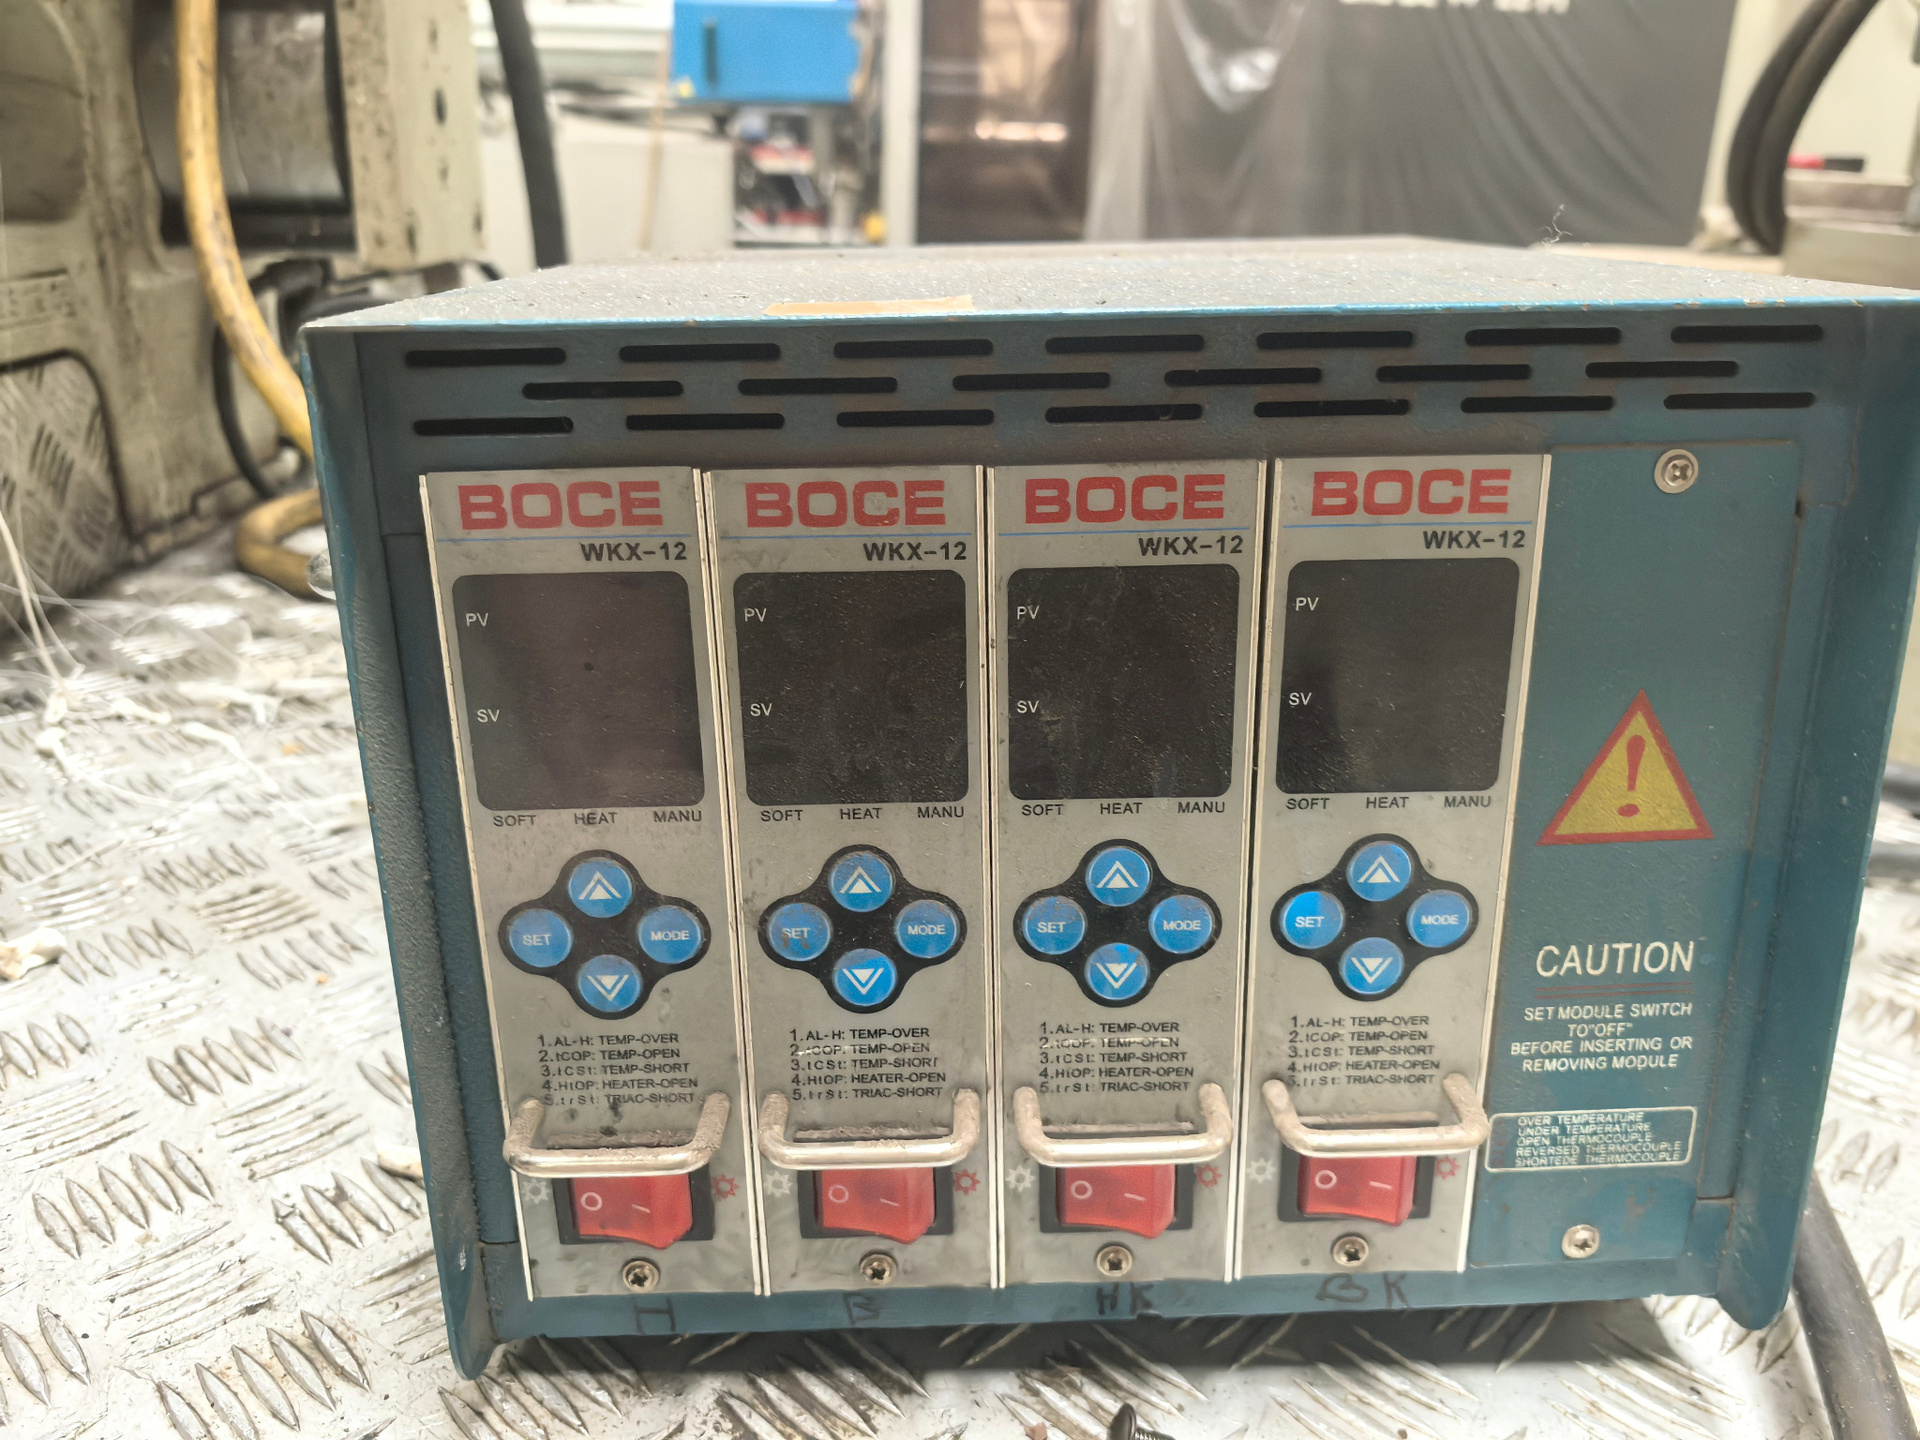 BOCE
WKX-12
PV
SV
SOFT HEAT MANU
SET
MODE
1.AL-H: TEMP-OVER
2.tCOP: TEMP-OPEN
3.tCSt: TEMP-SHORT
4.HtOP: HEATER-OPEN
5.trSt: TRIAC-SHORT
BOCE
WKX-12
PV
SV
SOFT HEAT MANU
SET
MODE
1.AL-H: TEMP-OVER
2.tCOP: TEMP-OPEN
3.tCSt: TEMP-SHORT
4.HtOP: HEATER-OPEN
5.trSt: TRIAC-SHORT
BOCE
WKX-12
PV
SV
SOFT HEAT MANU
SET
MODE
1.AL-H: TEMP-OVER
2.tCOP: TEMP-OPEN
3.tCSt: TEMP-SHORT
4.HtOP: HEATER-OPEN
5.trSt: TRIAC-SHORT
BOCE
WKX-12
PV
SV
SOFT HEAT MANU
SET
MODE
1.AL-H: TEMP-OVER
2.tCOP: TEMP-OPEN
3.tCSt: TEMP-SHORT
4.HtOP: HEATER-OPEN
5.trSt: TRIAC-SHORT
CAUTION
SET MODULE SWITCH
TO"OFF"
BEFORE INSERTING OR
REMOVING MODULE
OVER TEMPERATURE
UNDER TEMPERATURE
OPEN THERMOCOUPLE
REVERSED THERMOCOUPLE
SHORTEDE THERMOCOUPLE
I
HK
BK